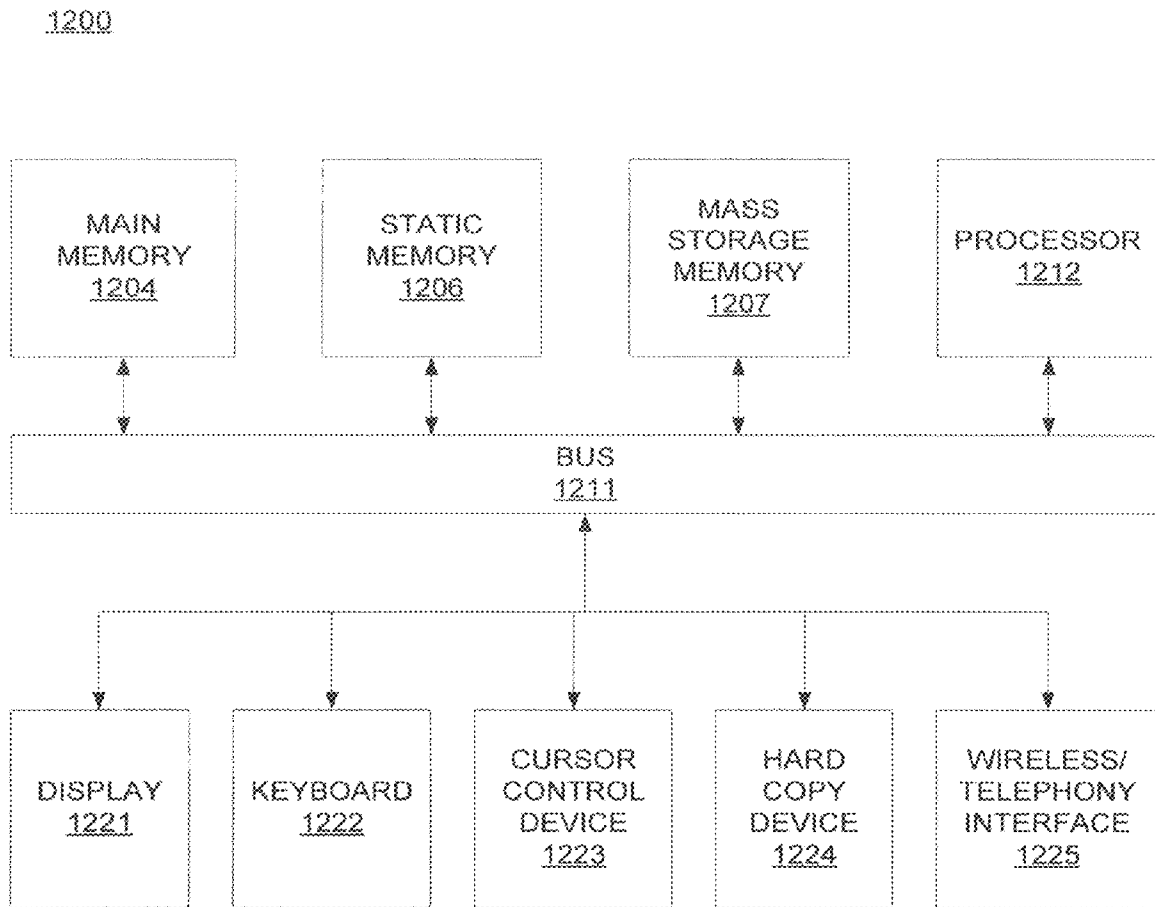 1200
MAIN
MEMORY
1204
STATIC
MEMORY
1206
MASS
STORAGE
MEMORY
1207
PROCESSOR
1212
BUS
1211
DISPLAY
1221
KEYBOARD
1222
CURSOR
CONTROL
DEVICE
1223
HARD
COPY
DEVICE
1224
WIRELESS/
TELEPHONY
INTERFACE
1225